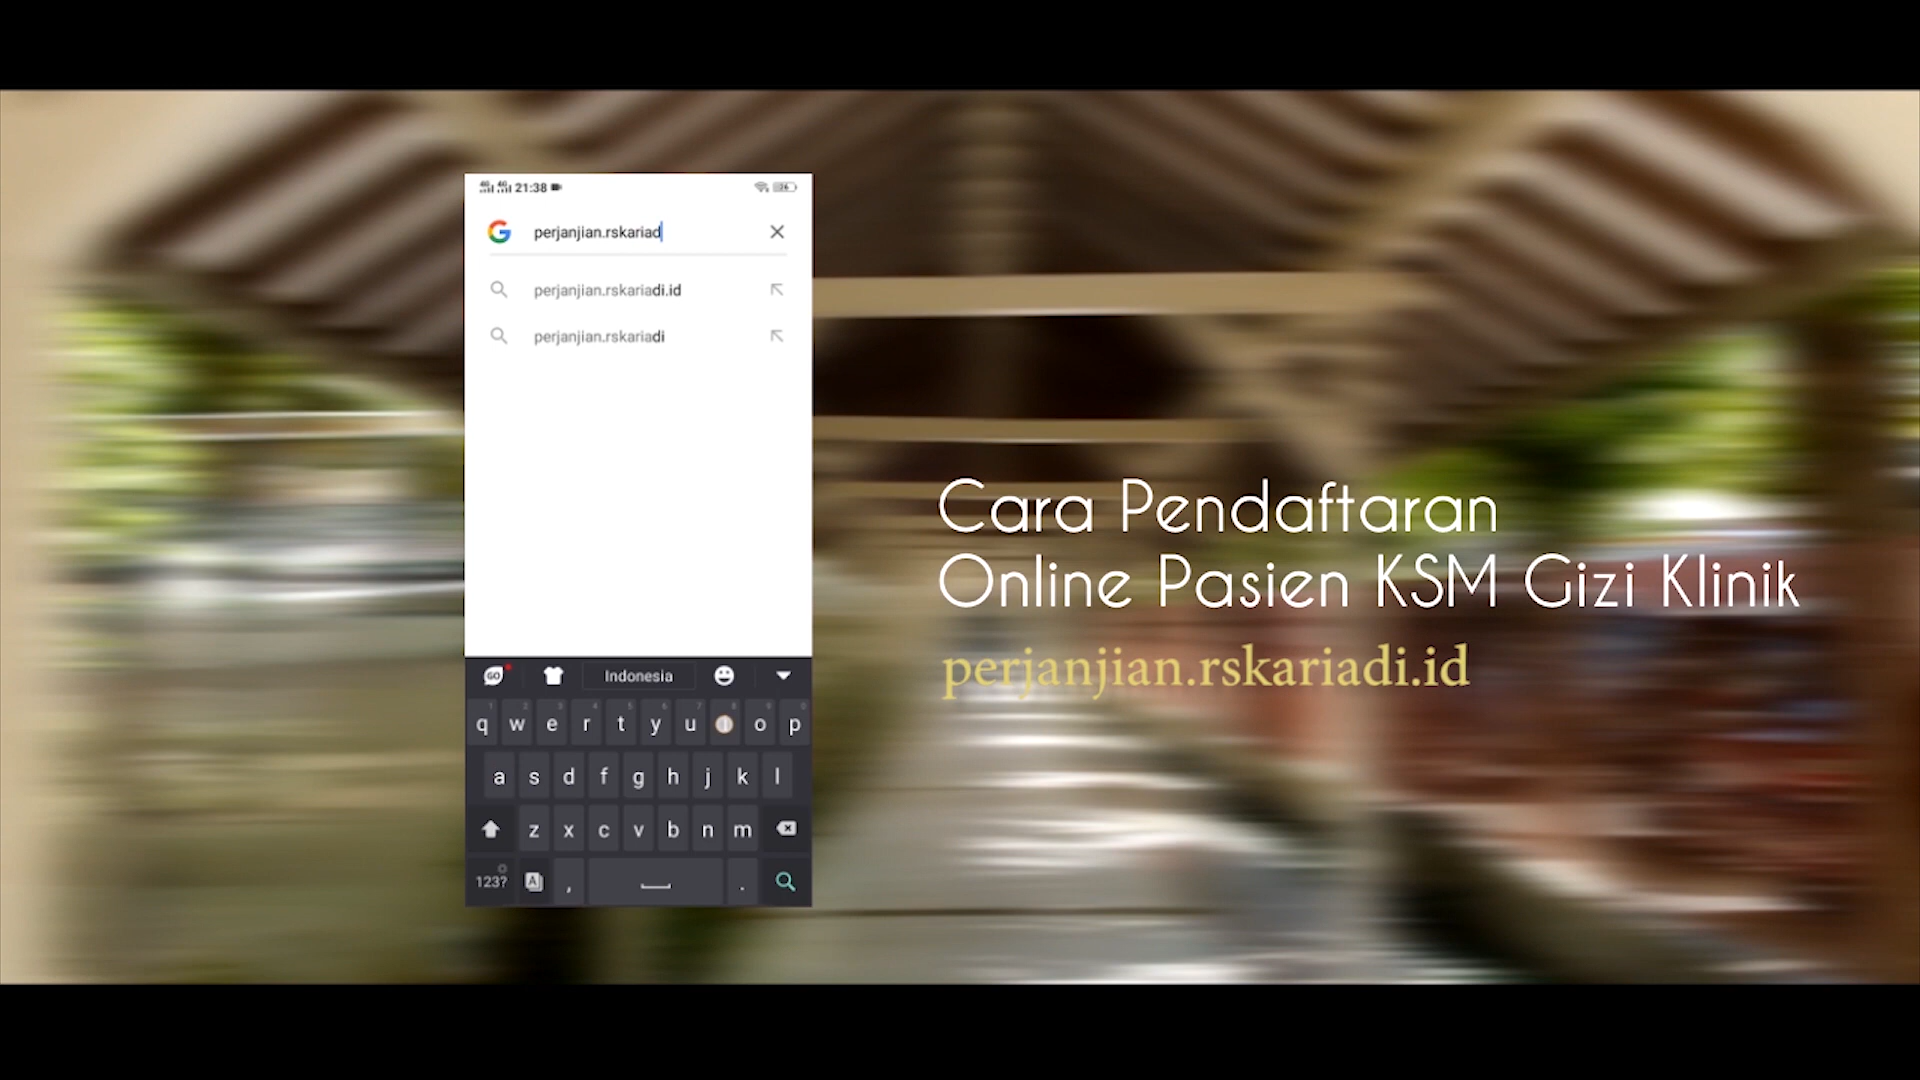 21:38
perjanjian.rskariad
perjanjian.rskariadi.id
perjanjian.rskariadi
Cara Pendaftaran
Online Pasien KSM Gizi Klinik
perjanjian.rskariadi.id
GO Indonesia
q w e r t y u i o p
a s d f g h j k l
z x c v b n m
123? A , .